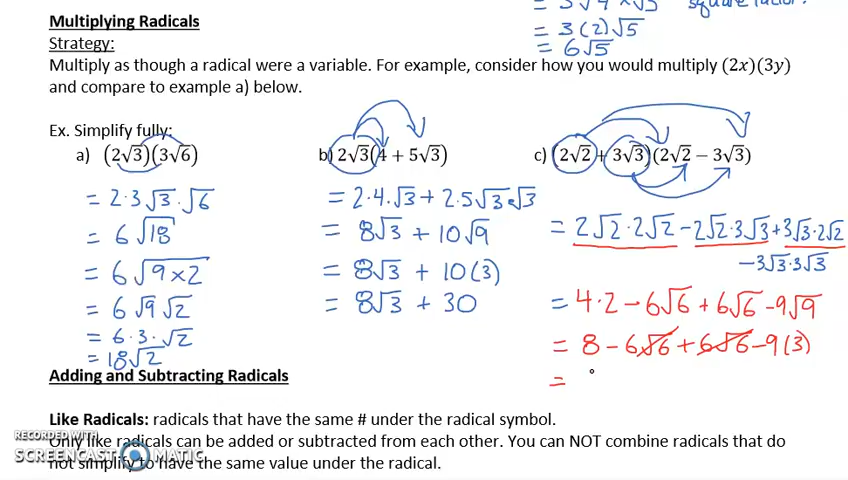 = 3√4 × √5
square factor.
= 3(2)√5
= 6√5
Multiplying Radicals
Strategy:
Multiply as though a radical were a variable. For example, consider how you would multiply (2x)(3y)
and compare to example a) below.
Ex. Simplify fully:
a) (2√3)(3√6)
= 2·3√3·√6
= 6√18
= 6√9×2
= 6√9√2
= 6·3·√2
= 18√2
b) 2√3(4 + 5√3)
= 2·4·√3 + 2·5√3·√3
= 8√3 + 10√9
= 8√3 + 10(3)
= 8√3 + 30
c) (2√2 + 3√3)(2√2 − 3√3)
= 2√2·2√2 − 2√2·3√3 + 3√3·2√2
− 3√3·3√3
= 4·2 − 6√6 + 6√6 − 9√9
= 8 − 6√6 + 6√6 − 9(3)
=
Adding and Subtracting Radicals
Like Radicals: radicals that have the same # under the radical symbol.
Only like radicals can be added or subtracted from each other. You can NOT combine radicals that do
not simplify to have the same value under the radical.
RECORDED WITH
SCREENCAST MATIC